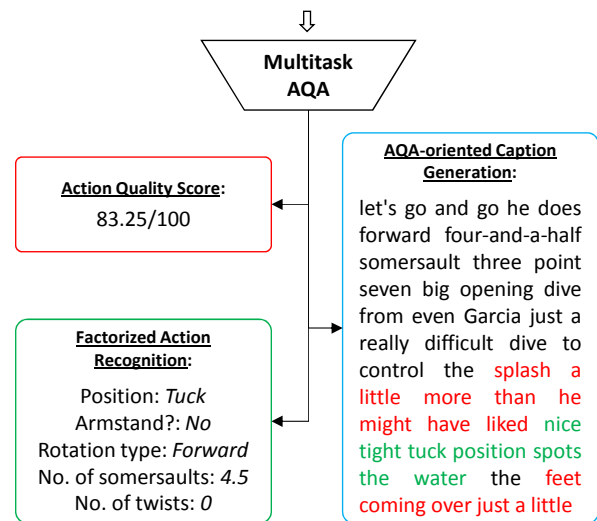 Multitask
AQA
Action Quality Score:
83.25/100
Factorized Action
Recognition:
Position: Tuck
Armstand?: No
Rotation type: Forward
No. of somersaults: 4.5
No. of twists: 0
AQA-oriented Caption
Generation:
let's go and go he does
forward four-and-a-half
somersault three point
seven big opening dive
from even Garcia just a
really difficult dive to
control the splash a
little more than he
might have liked nice
tight tuck position spots
the water the feet
coming over just a little